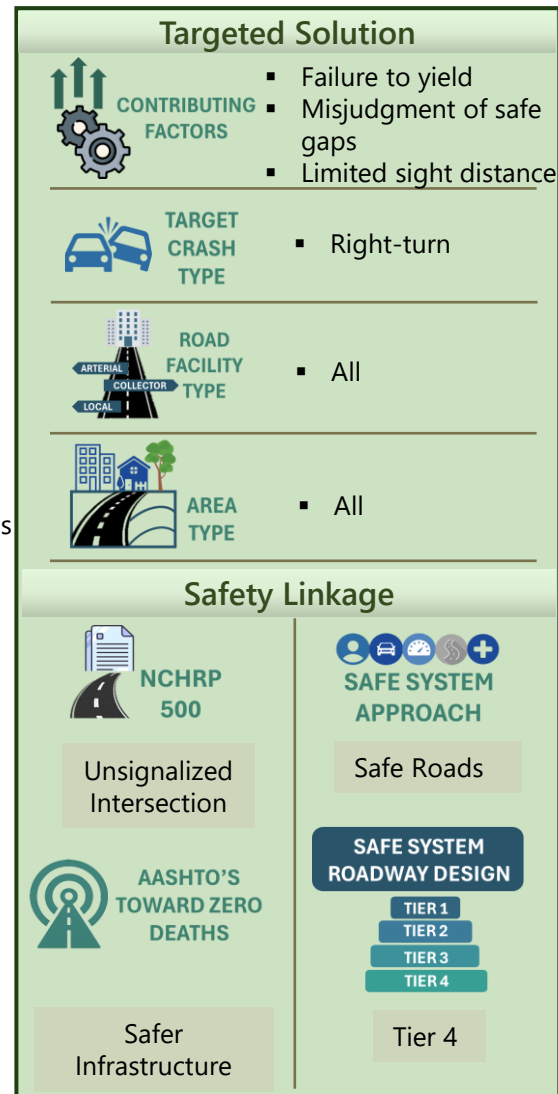 Targeted Solution
CONTRIBUTING
FACTORS
▪ Failure to yield
▪ Misjudgment of safe
gaps
▪ Limited sight distance
TARGET
CRASH
TYPE
▪ Right-turn
ARTERIAL
COLLECTOR
LOCAL
ROAD
FACILITY
TYPE
▪ All
AREA
TYPE
▪ All
s
Safety Linkage
NCHRP
500
Unsignalized
Intersection
SAFE SYSTEM
APPROACH
Safe Roads
AASHTO'S
TOWARD ZERO
DEATHS
Safer
Infrastructure
SAFE SYSTEM
ROADWAY DESIGN
TIER 1
TIER 2
TIER 3
TIER 4
Tier 4